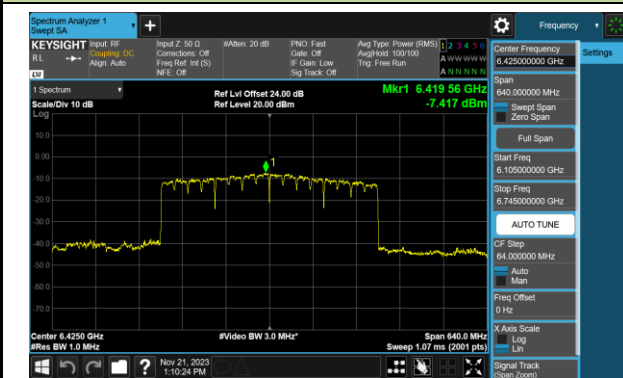 Spectrum Analyzer 1
Swept SA
Frequency
KEYSIGHT
Input: RF
Input Z: 50 Ω
#Atten: 20 dB
PNO: Fast
Avg Type: Power (RMS)
1 2 3 4 5 6
RL
Coupling: DC
Corrections: Off
Gate: Off
Avg|Hold: 100/100
A W W W W W
Align: Auto
Freq Ref: Int (S)
IF Gain: Low
Trig: Free Run
NFE: Off
Sig Track: Off
A N N N N N
LNI
Center Frequency
Settings
6.425000000 GHz
1 Spectrum
Ref Lvl Offset 24.00 dB
Mkr1 6.419 56 GHz
Scale/Div 10 dB
Ref Level 20.00 dBm
-7.417 dBm
Log
10.0
0.00
-10.0
-20.0
-30.0
-40.0
-50.0
-60.0
-70.0
1
Center 6.4250 GHz
#Video BW 3.0 MHz*
Span 640.0 MHz
#Res BW 1.0 MHz
Sweep 1.07 ms (2001 pts)
Span
640.000000 MHz
Swept Span
Zero Span
Full Span
Start Freq
6.105000000 GHz
Stop Freq
6.745000000 GHz
AUTO TUNE
CF Step
64.000000 MHz
Auto
Man
Freq Offset
0 Hz
X Axis Scale
Log
Lin
Signal Track
(Span Zoom)
?
Nov 21, 2023
1:10:24 PM